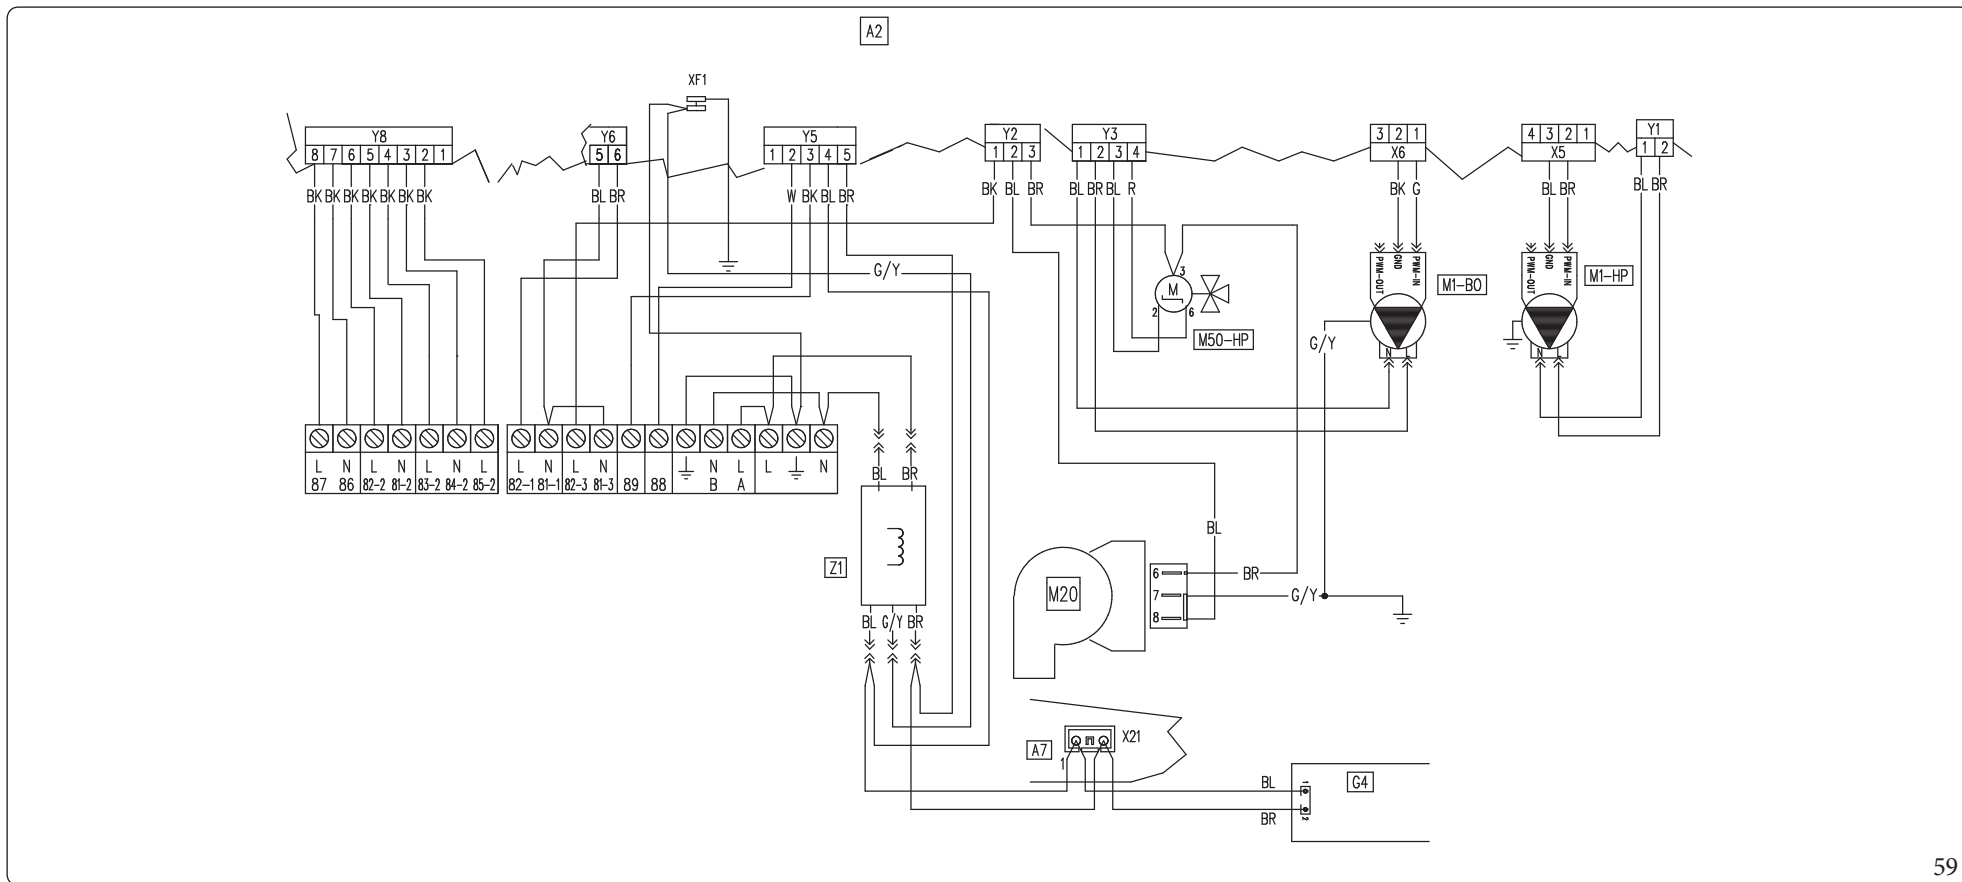 A2
XF1
Y8
Y6
Y5
Y2
Y3
3 2 1
4 3 2 1
Y1
8 7 6 5 4 3 2 1
5 6
1 2 3 4 5
1 2 3
1 2 3 4
X6
X5
1 2
BK BK BK BK BK BK BK
BL BR
W BK BL BR
BK BL BR
BL BR BL R
BK G
BL BR
BL BR
G/Y
PWM-OUT
GND
PWM-IN
M1-BO
PWM-OUT
GND
PWM-IN
M1-HP
3
M
2
6
M50-HP
G/Y
N L
N L
L N L N L N L
87 86 82-2 81-2 83-2 84-2 85-2
L N L N N L L N
82-1 81-1 82-3 81-3 89 88 B A
BL BR
Z1
BL G/Y BR
BL
M20
6
7
8
BR
G/Y
A7
X21
1
BL
BR
1
2
G4
59